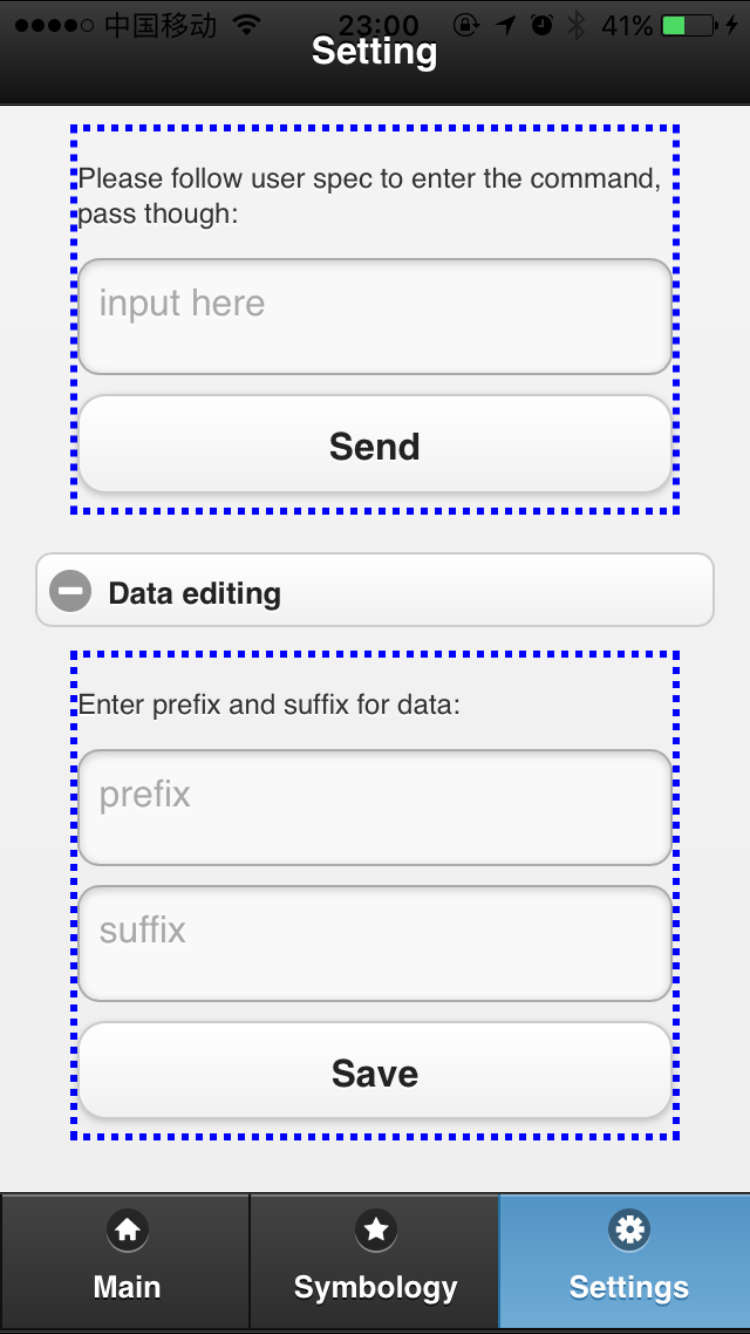 中国移动 23:00 41%
Setting
Please follow user spec to enter the command,
pass though:
input here
Send
Data editing
Enter prefix and suffix for data:
prefix
suffix
Save
Main Symbology Settings